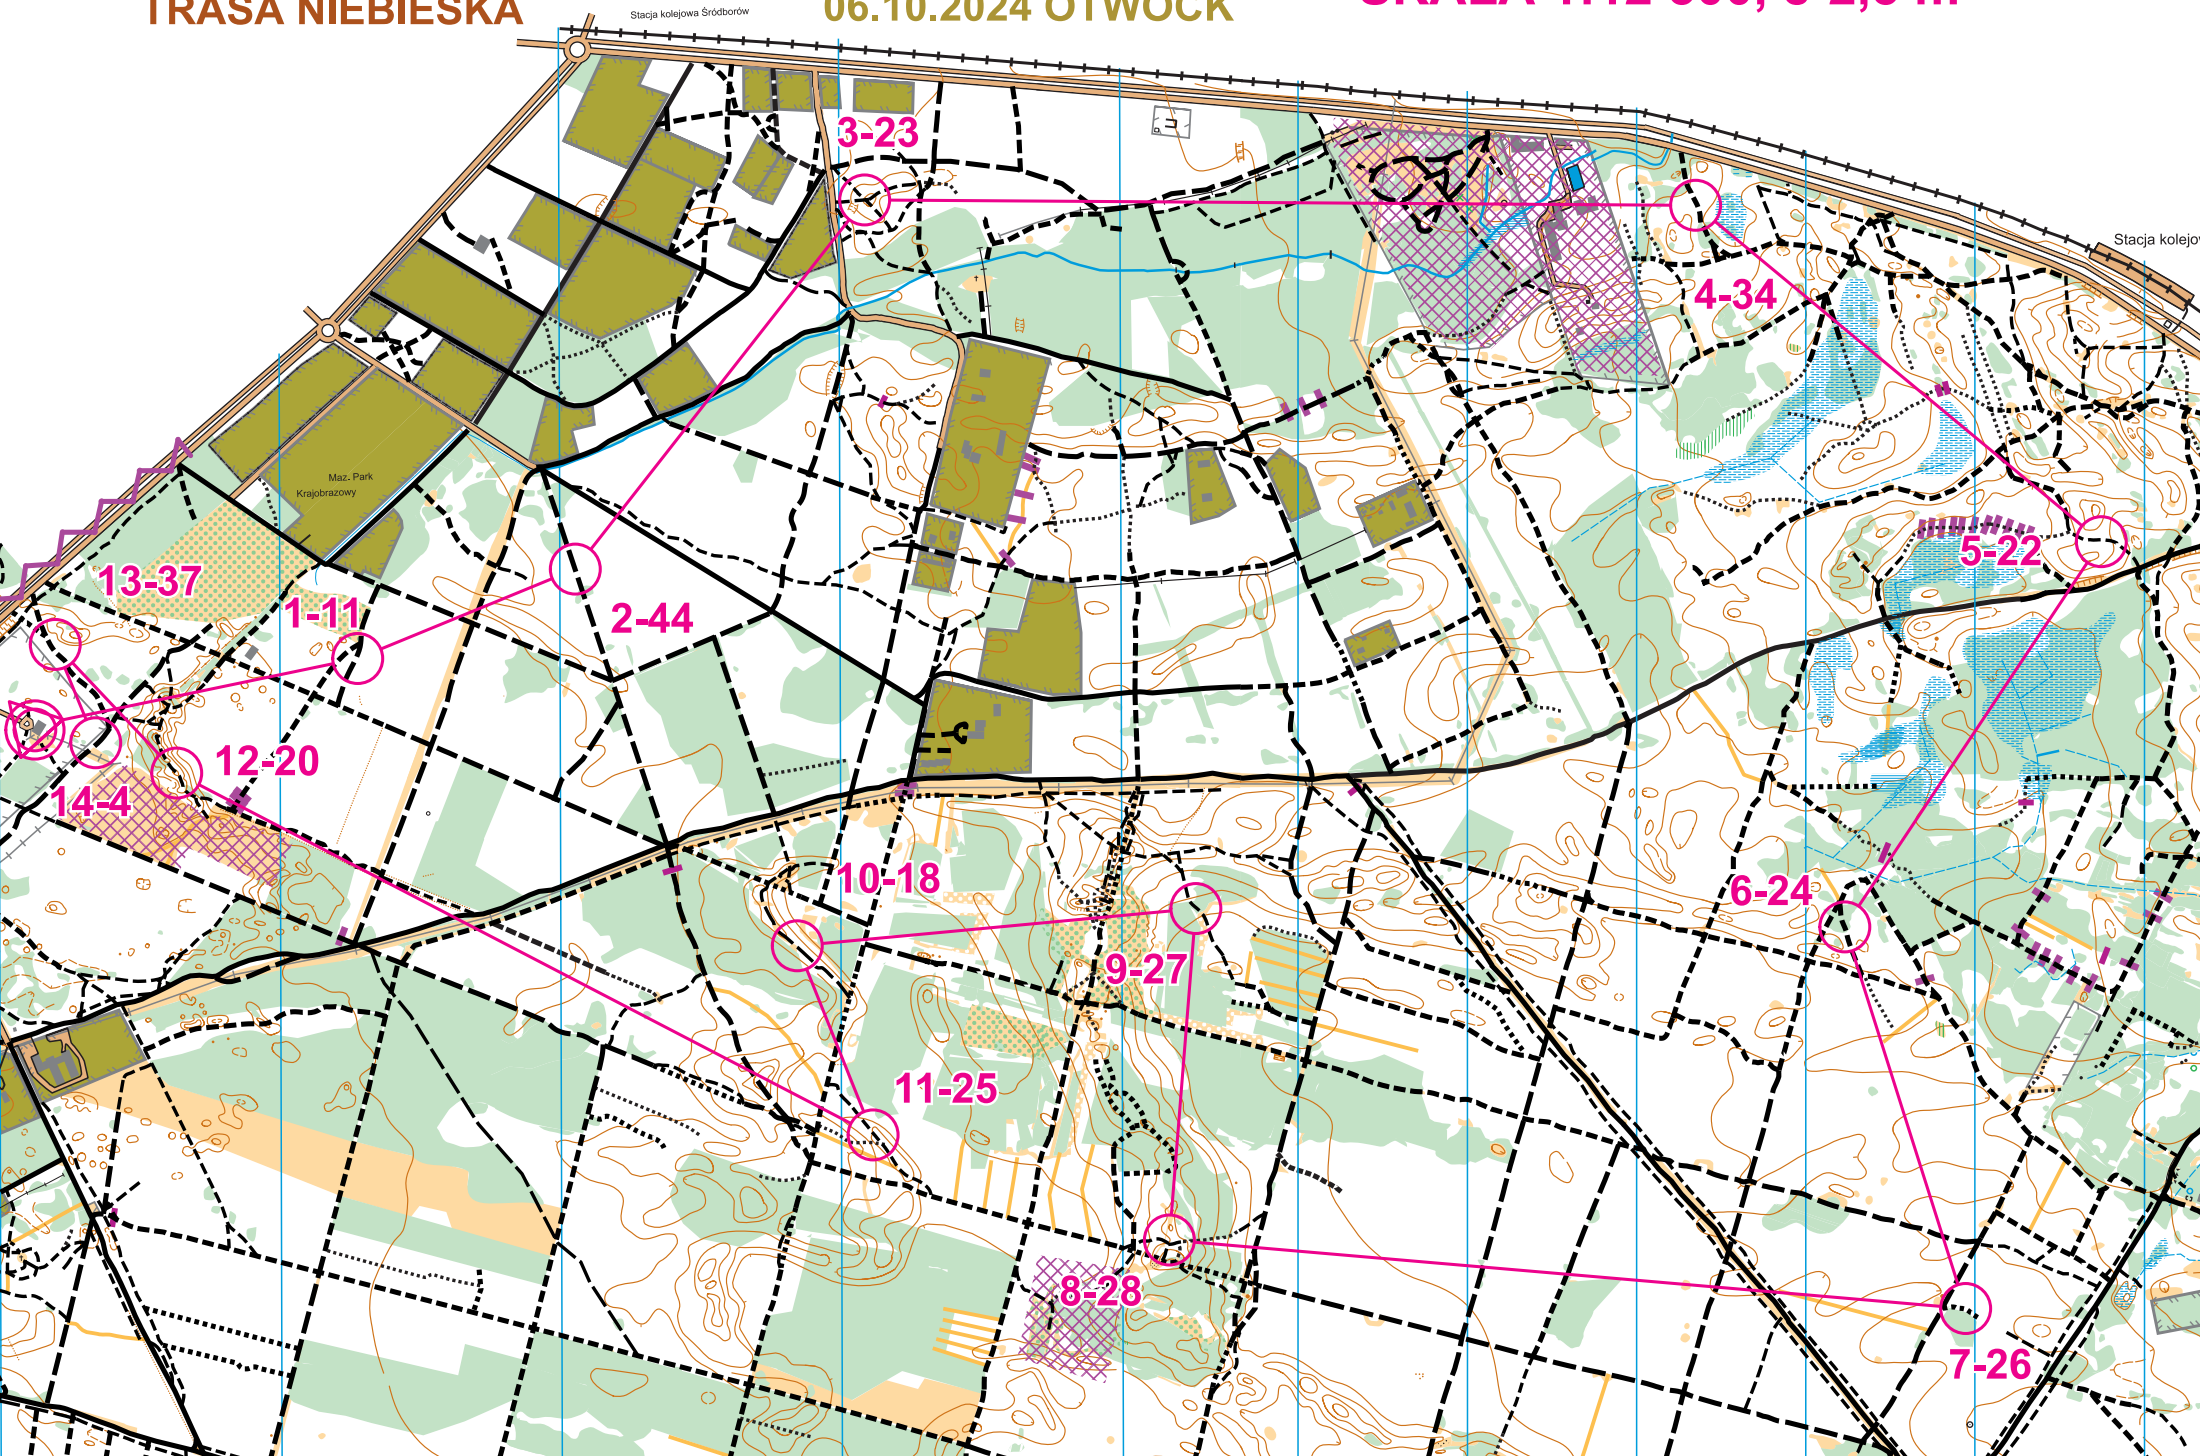 TRASA NIEBIESKA
Stacja kolejowa Śródborów
06.10.2024 OTWOCK
3-23
Stacja
4-34
Maz. Park
Krajobrazowy
5-22
13-37
1-11
2-44
12-20
14-4
10-18
6-24
9-27
11-25
8-28
7-26